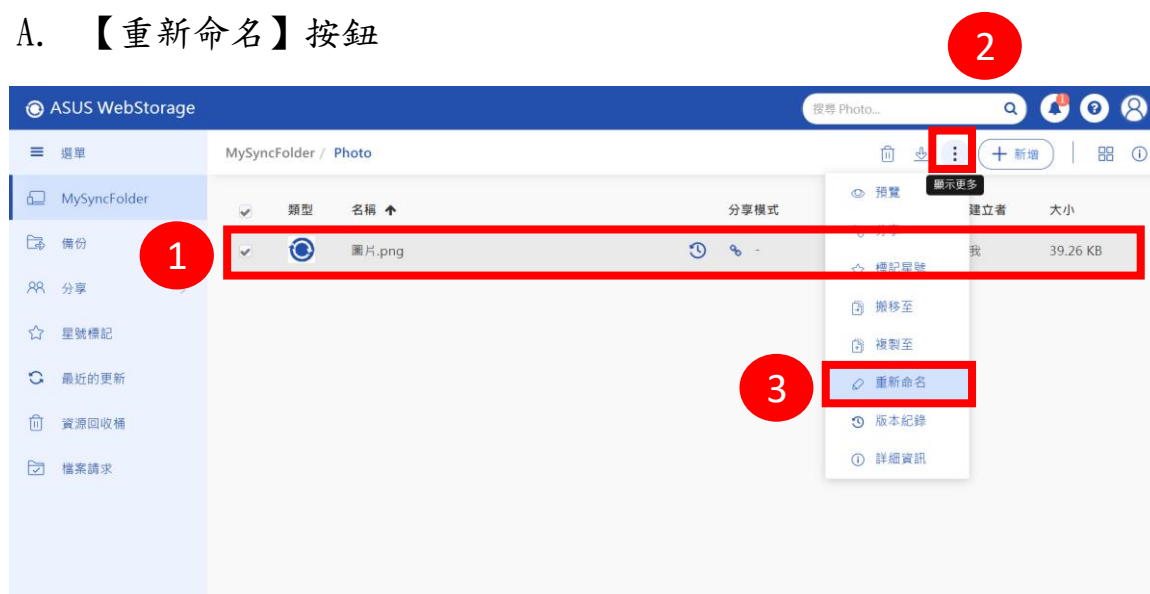 A. 【重新命名】按鈕
2
ASUS WebStorage
搜尋 Photo...
1
選單
MySyncFolder / Photo
+ 新增
顯示更多
MySyncFolder
備份
分享
星號標記
最近的更新
資源回收桶
檔案請求
類型 名稱 分享模式 建立者 大小
1
圖片.png - 我 39.26 KB
預覽
分享
標記星號
搬移至
複製至
3
重新命名
版本紀錄
詳細資訊